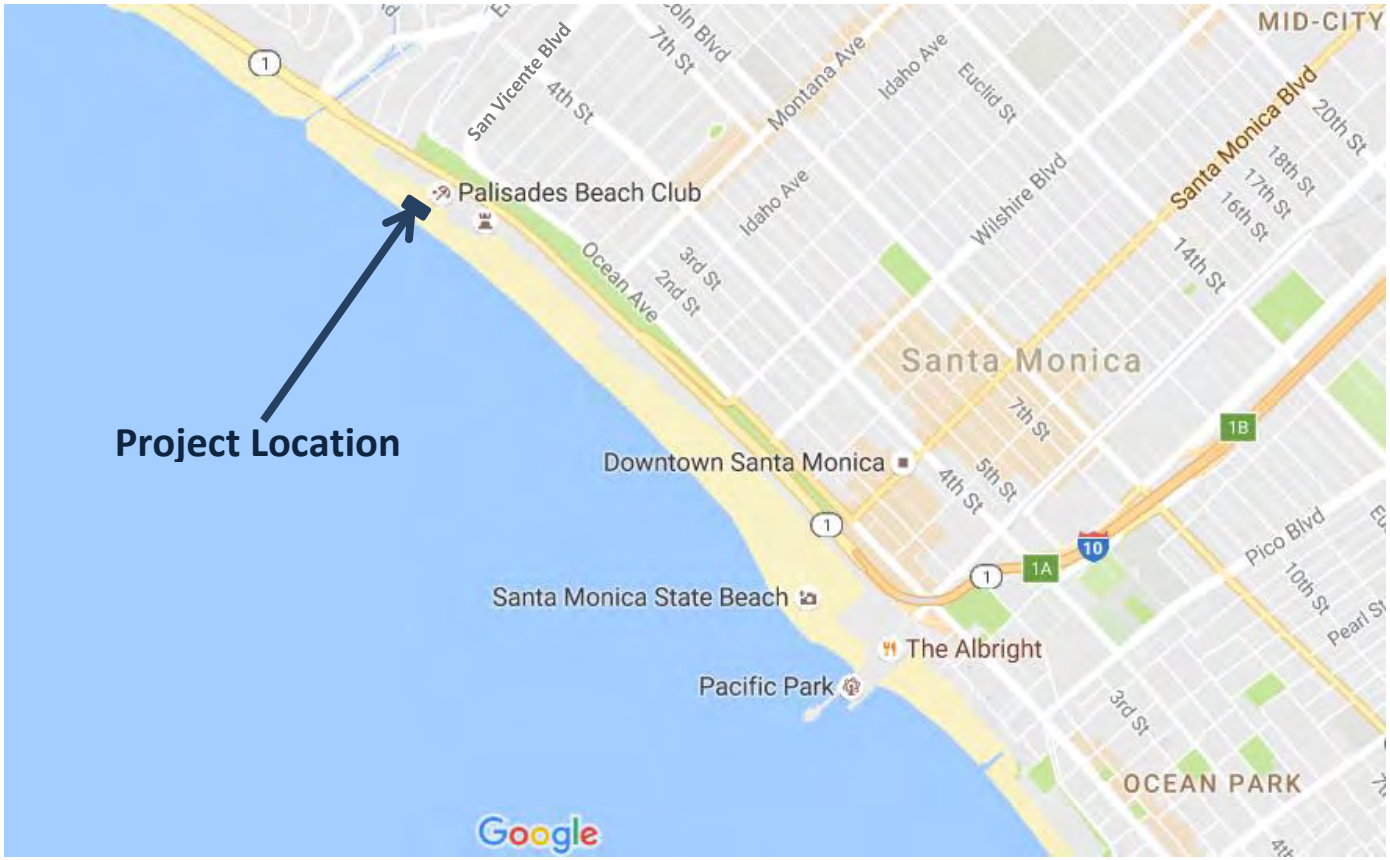 MID-CITY
1
San Vicente Blvd
7th St
4th St
Montana Ave
Idaho Ave
Euclid St
Santa Monica Blvd
20th St
18th St
17th St
16th St
14th St
Palisades Beach Club
Idaho Ave
Wilshire Blvd
Ocean Ave
3rd St
2nd St
Santa Monica
7th St
1B
Project Location
Downtown Santa Monica
5th St
4th St
1
10
1A
1
Pico Blvd
10th St
Pearl St
Santa Monica State Beach
The Albright
Pacific Park
3rd St
OCEAN PARK
Google